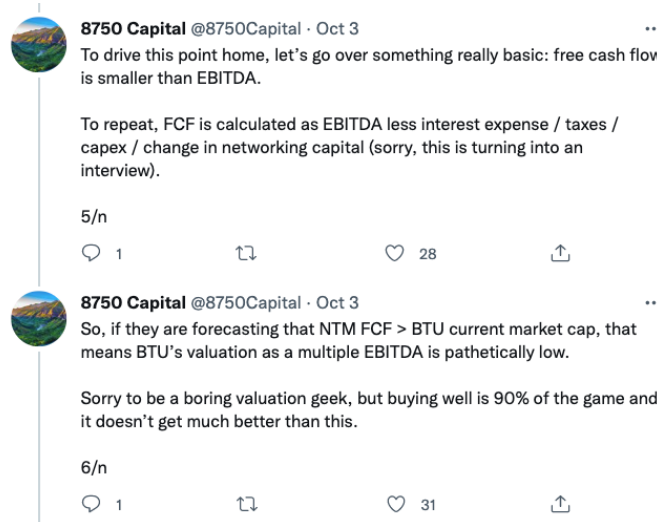 8750 Capital @8750Capital · Oct 3
To drive this point home, let's go over something really basic: free cash flow
is smaller than EBITDA.
To repeat, FCF is calculated as EBITDA less interest expense / taxes /
capex / change in networking capital (sorry, this is turning into an
interview).
5/n
1 28
8750 Capital @8750Capital · Oct 3
So, if they are forecasting that NTM FCF > BTU current market cap, that
means BTU's valuation as a multiple EBITDA is pathetically low.
Sorry to be a boring valuation geek, but buying well is 90% of the game and
it doesn't get much better than this.
6/n
1 31